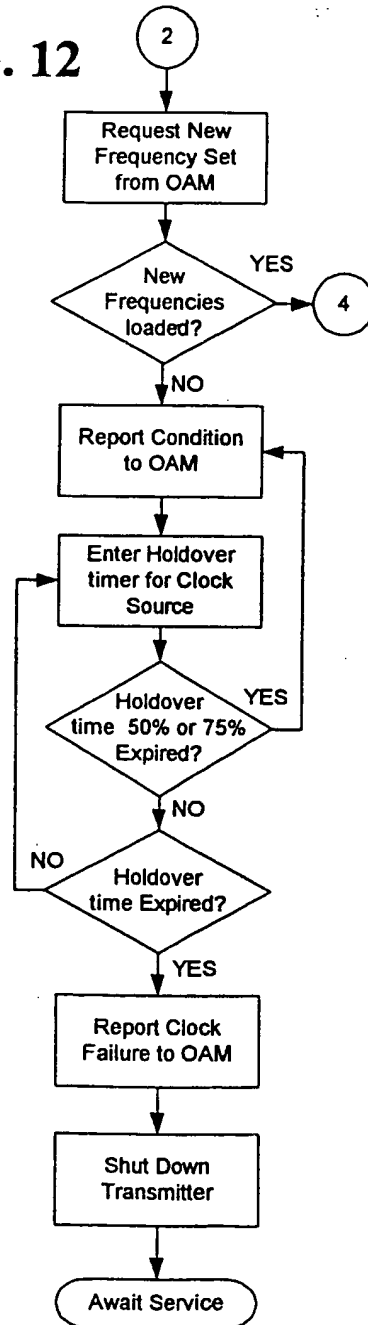 . 12
2
Request New
Frequency Set
from OAM
New
Frequencies
loaded?
YES
4
NO
Report Condition
to OAM
Enter Holdover
timer for Clock
Source
Holdover
time 50% or 75%
Expired?
YES
NO
NO
Holdover
time Expired?
YES
Report Clock
Failure to OAM
Shut Down
Transmitter
Await Service